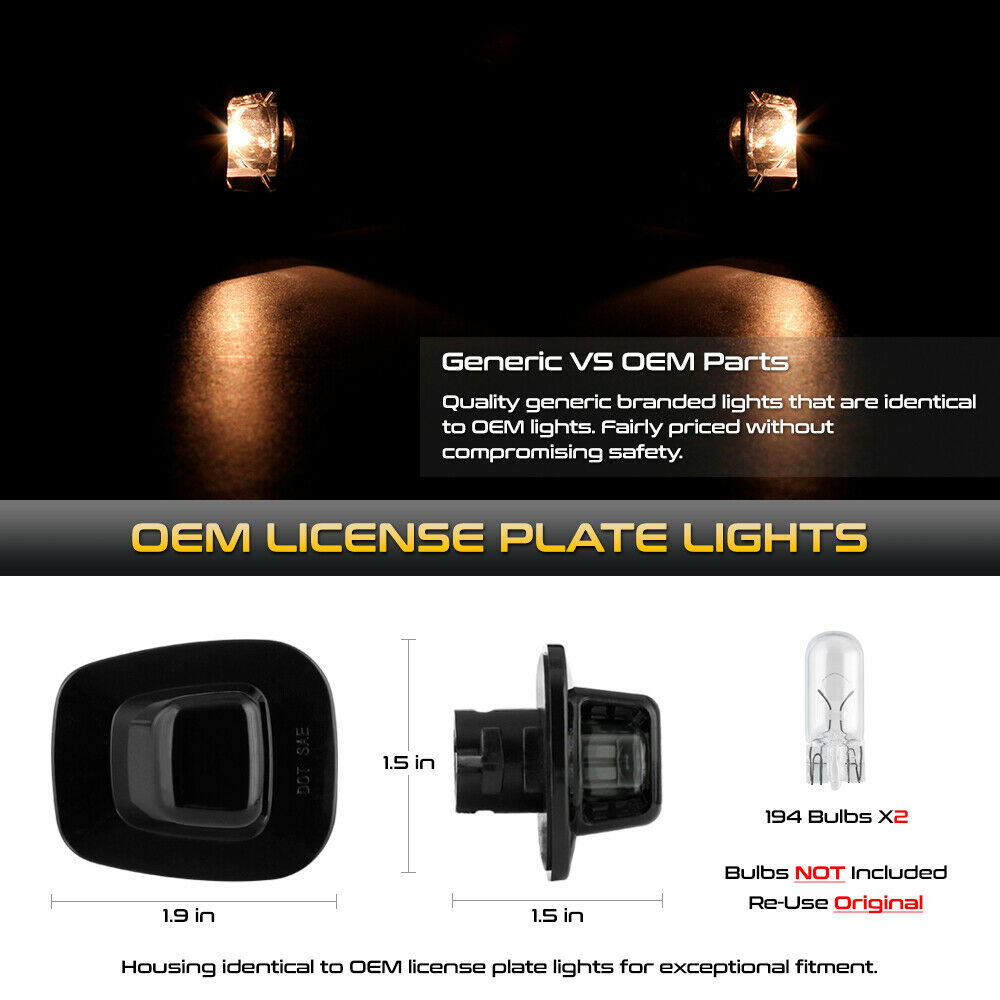 Generic VS OEM Parts
Quality generic branded lights that are identical
to OEM lights. Fairly priced without
compromising safety.
OEM LICENSE PLATE LIGHTS
DOT SAE
1.5 in
194 Bulbs X2
Bulbs NOT Included
Re-Use Original
1.9 in
1.5 in
Housing identical to OEM license plate lights for exceptional fitment.